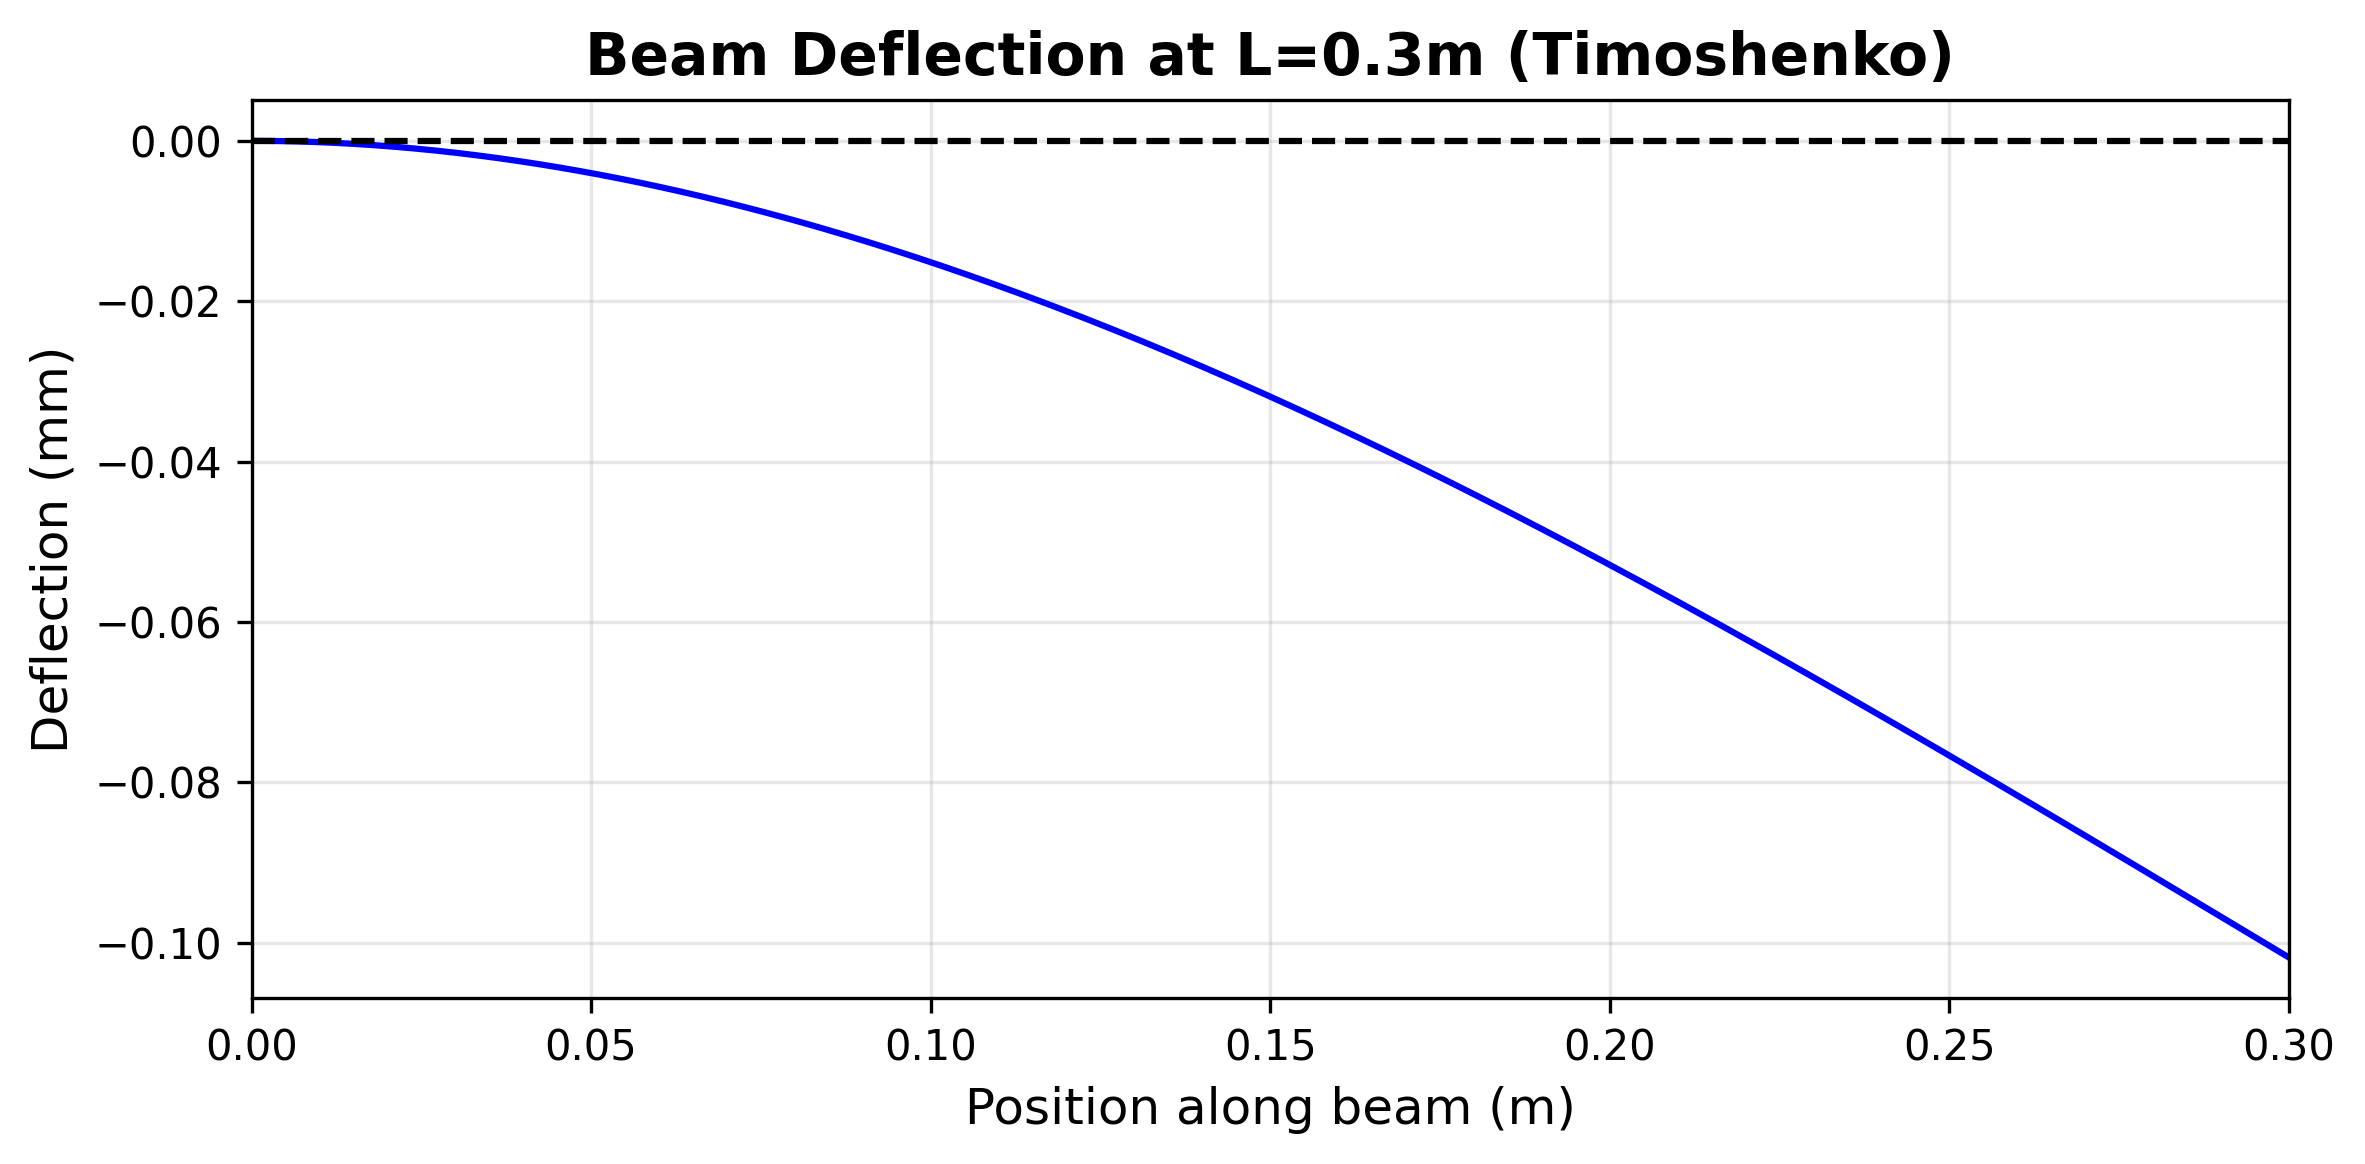 Beam Deflection at L=0.3m (Timoshenko)
Deflection (mm)
0.00
−0.02
−0.04
−0.06
−0.08
−0.10
0.00 0.05 0.10 0.15 0.20 0.25 0.30
Position along beam (m)